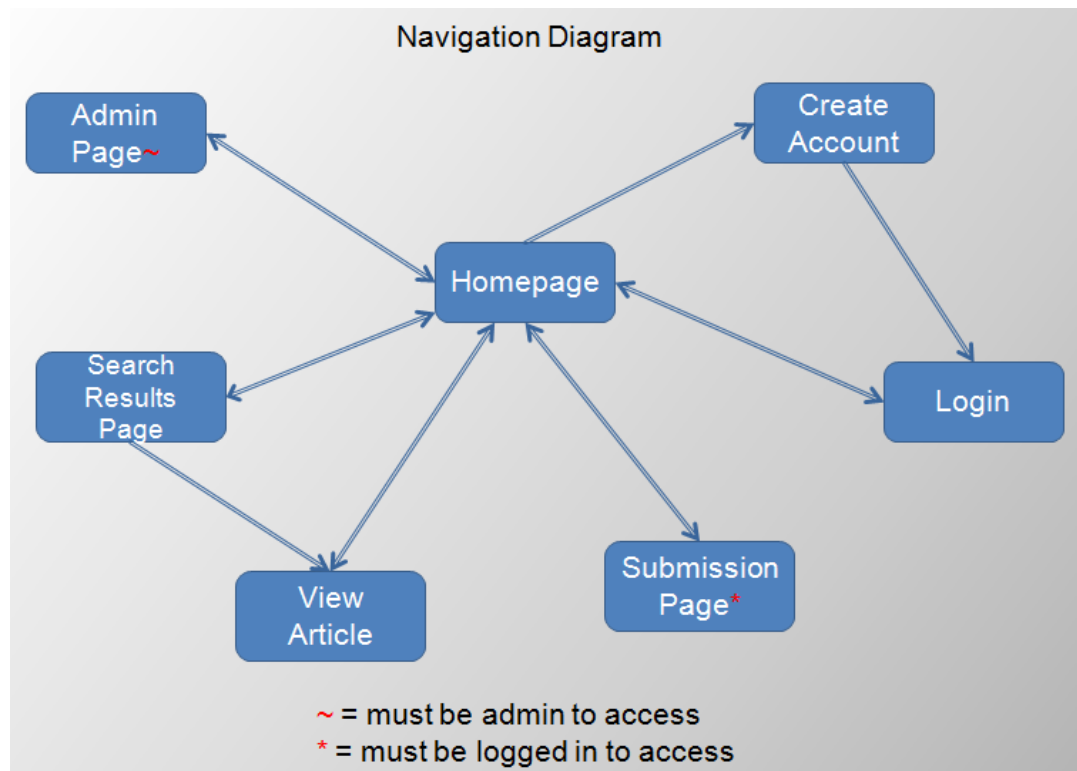 Navigation Diagram
Admin
Page~
Create
Account
Homepage
Search
Results
Page
Login
View
Article
Submission
Page*
~ = must be admin to access
* = must be logged in to access